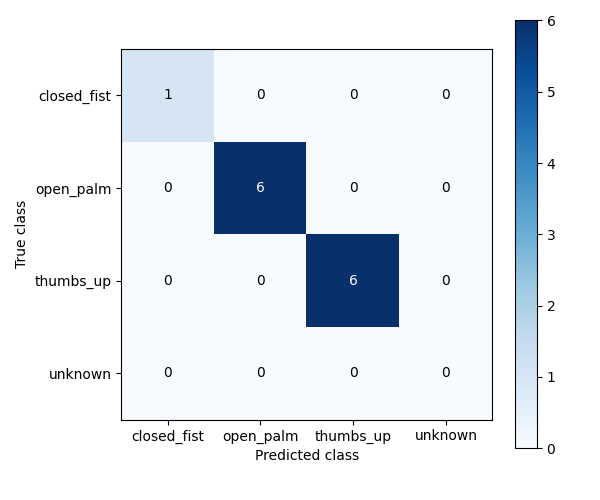 closed_fist 1 0 0 0
open_palm 0 6 0 0
thumbs_up 0 0 6 0
unknown 0 0 0 0
closed_fist open_palm thumbs_up unknown
Predicted class
True class
6
5
4
3
2
1
0